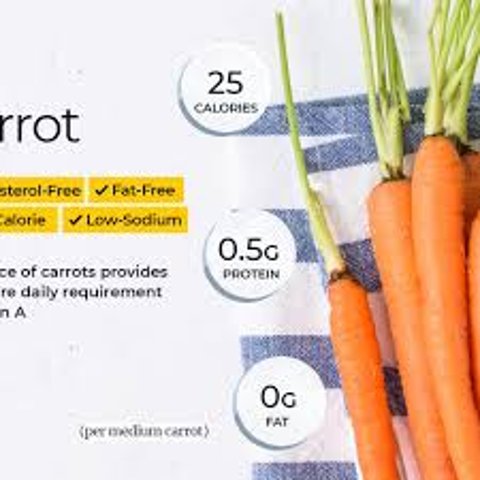 rrot
sterol-Free ✓ Fat-Free
Calorie ✓ Low-Sodium
ce of carrots provides
re daily requirement
n A
(per medium carrot)
25
CALORIES
0.5G
PROTEIN
0G
FAT